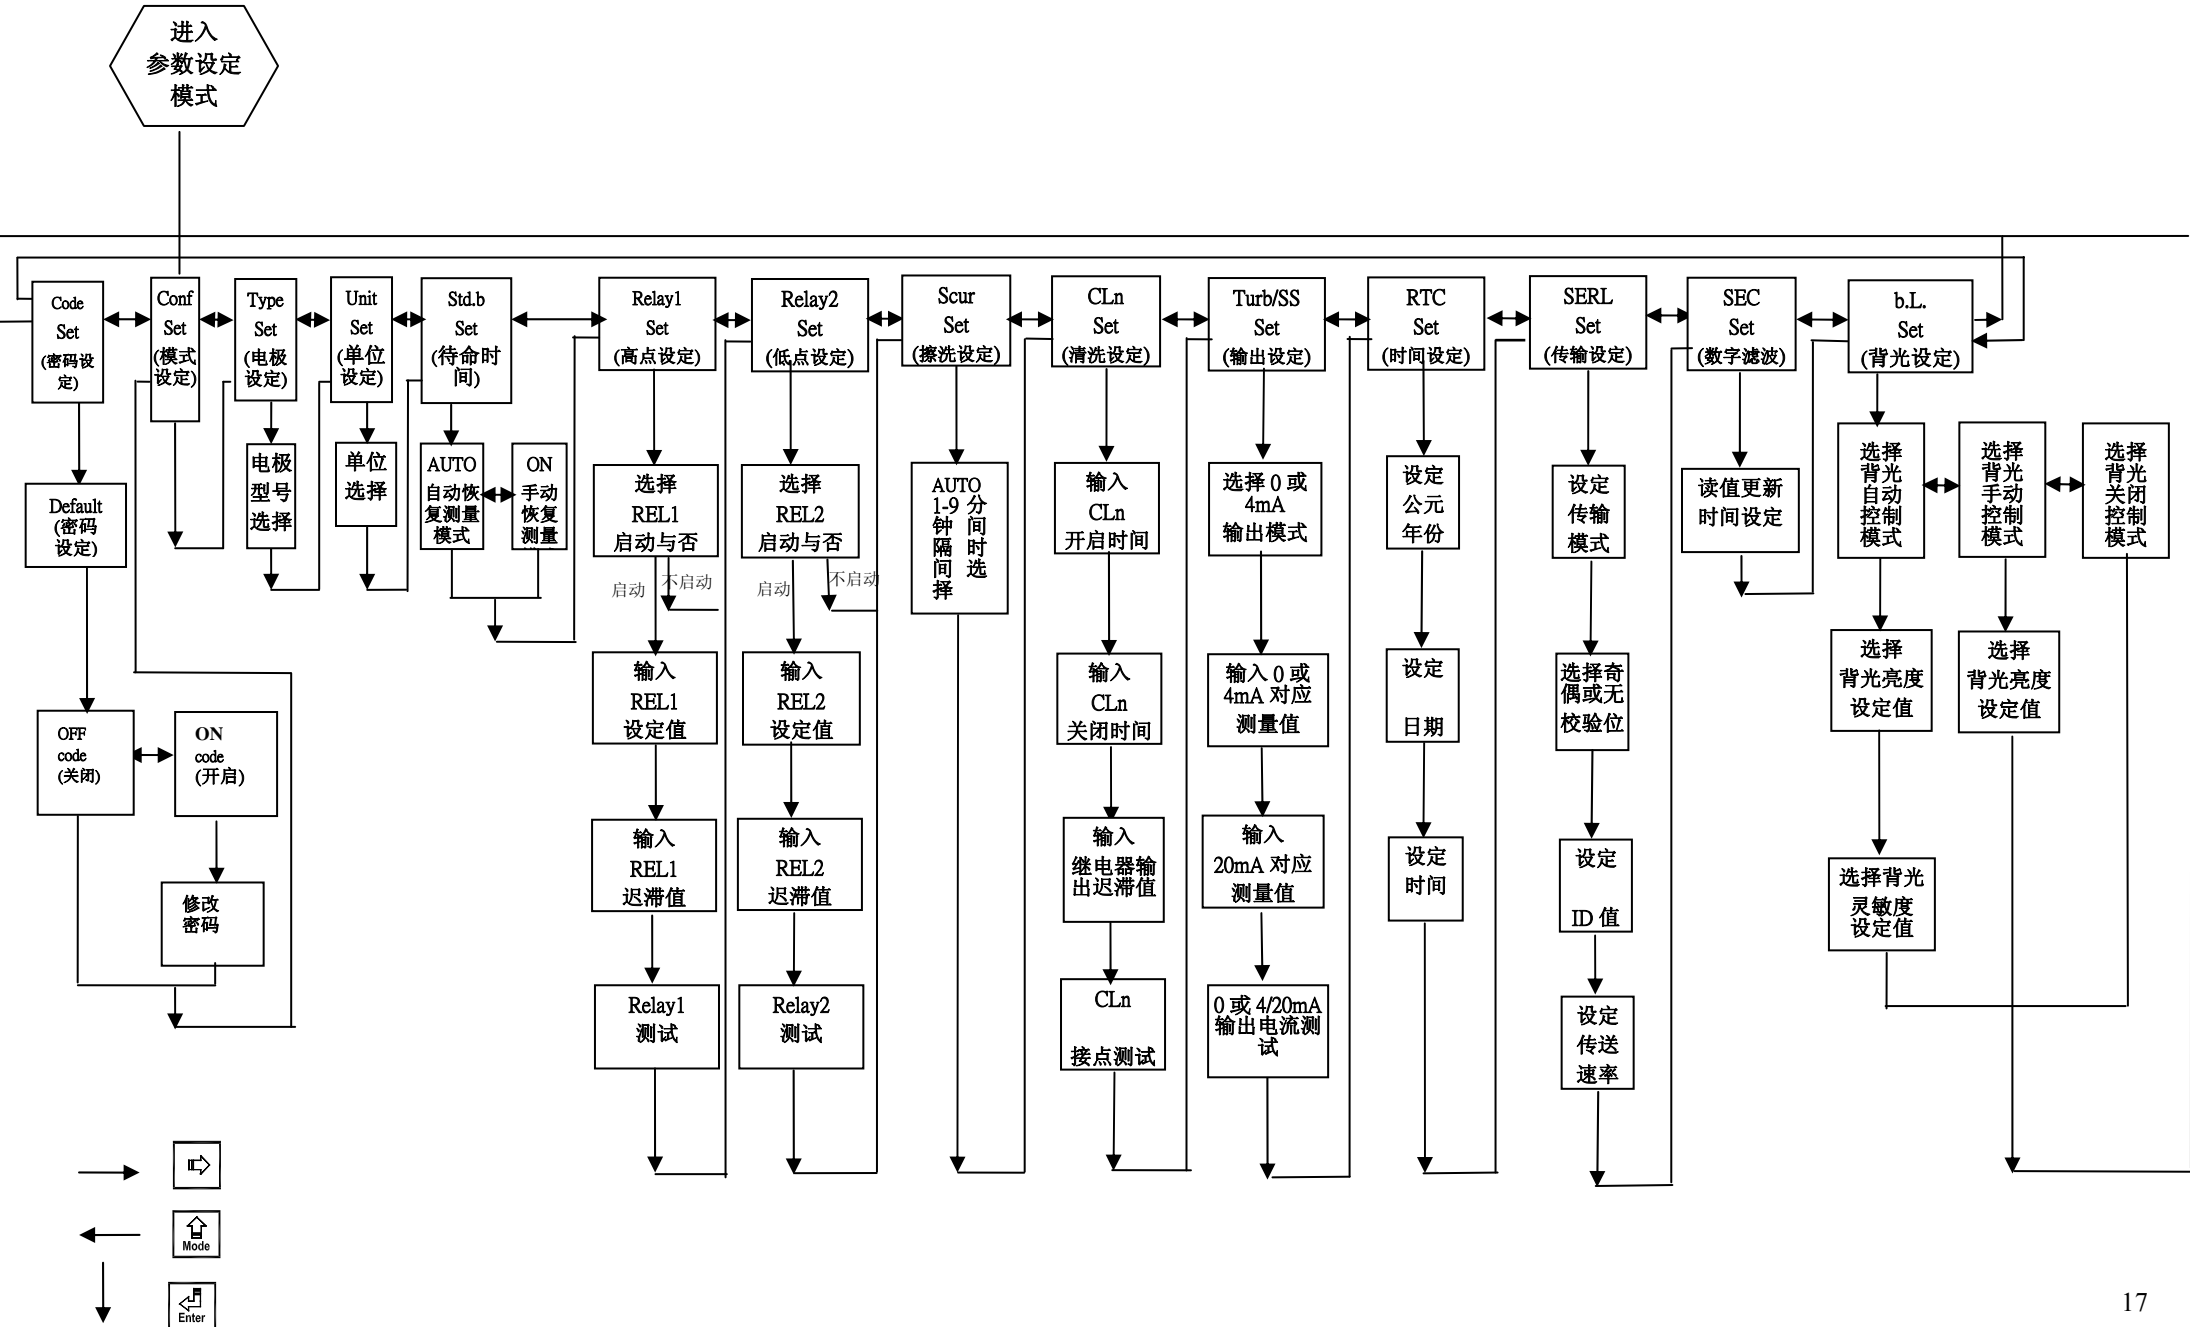 进入
参数设定
模式
Code
Set
(密码设
定)
Default
(密码
设定)
OFF
code
(关闭)
ON
code
(开启)
修改
密码
Conf
Set
(模式
设定)
Type
Set
(电极
设定)
电极
型号
选择
Unit
Set
(单位
设定)
单位
选择
Std.b
Set
(待命时
间)
AUTO
自动恢
复测量
模式
ON
手动
恢复
测量
Relay1
Set
(高点设定)
选择
REL1
启动与否
启动
不启动
输入
REL1
设定值
输入
REL1
迟滞值
Relay1
测试
Relay2
Set
(低点设定)
选择
REL2
启动与否
启动
不启动
输入
REL2
设定值
输入
REL2
迟滞值
Relay2
测试
Scur
Set
(擦洗设定)
AUTO
1-9 分
钟 间
隔 时
间 选
择
CLn
Set
(清洗设定)
输入
CLn
开启时间
输入
CLn
关闭时间
输入
继电器输
出迟滞值
CLn
接点测试
Turb/SS
Set
(输出设定)
选择 0 或
4mA
输出模式
输入 0 或
4mA 对应
测量值
输入
20mA 对应
测量值
0 或 4/20mA
输出电流测
试
RTC
Set
(时间设定)
设定
公元
年份
设定
日期
设定
时间
SERL
Set
(传输设定)
设定
传输
模式
选择奇
偶或无
校验位
设定
ID 值
设定
传送
速率
SEC
Set
(数字滤波)
读值更新
时间设定
b.L.
Set
(背光设定)
选择
背光
自动
控制
模式
选择
背光亮度
设定值
选择背光
灵敏度
设定值
选择
背光
手动
控制
模式
选择
背光亮度
设定值
选择
背光
关闭
控制
模式
Mode
Enter
17